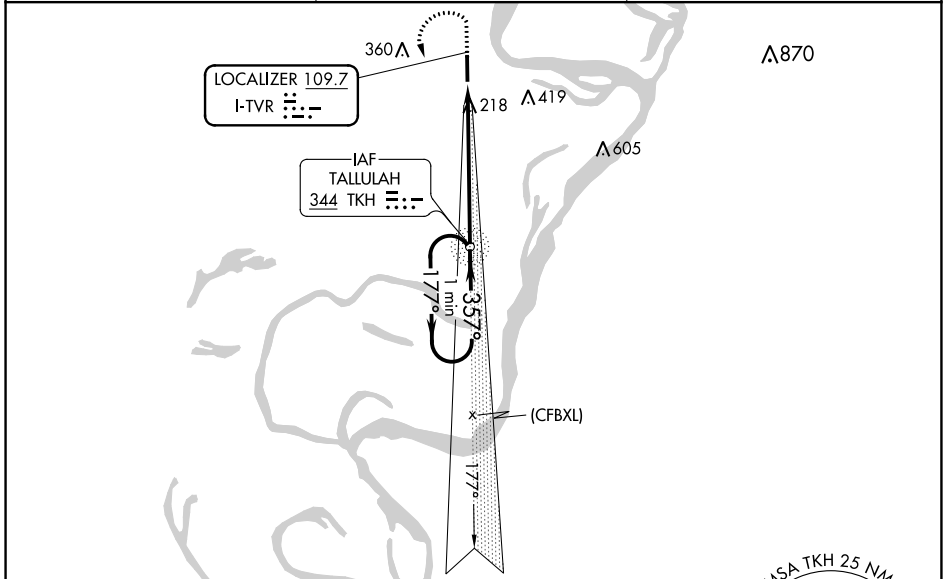 360
870
LOCALIZER 109.7
I-TVR
218
419
605
IAF
TALLULAH
344 TKH
177°
1 min
357°
(CFBXL)
177°
MSA TKH 25 NM